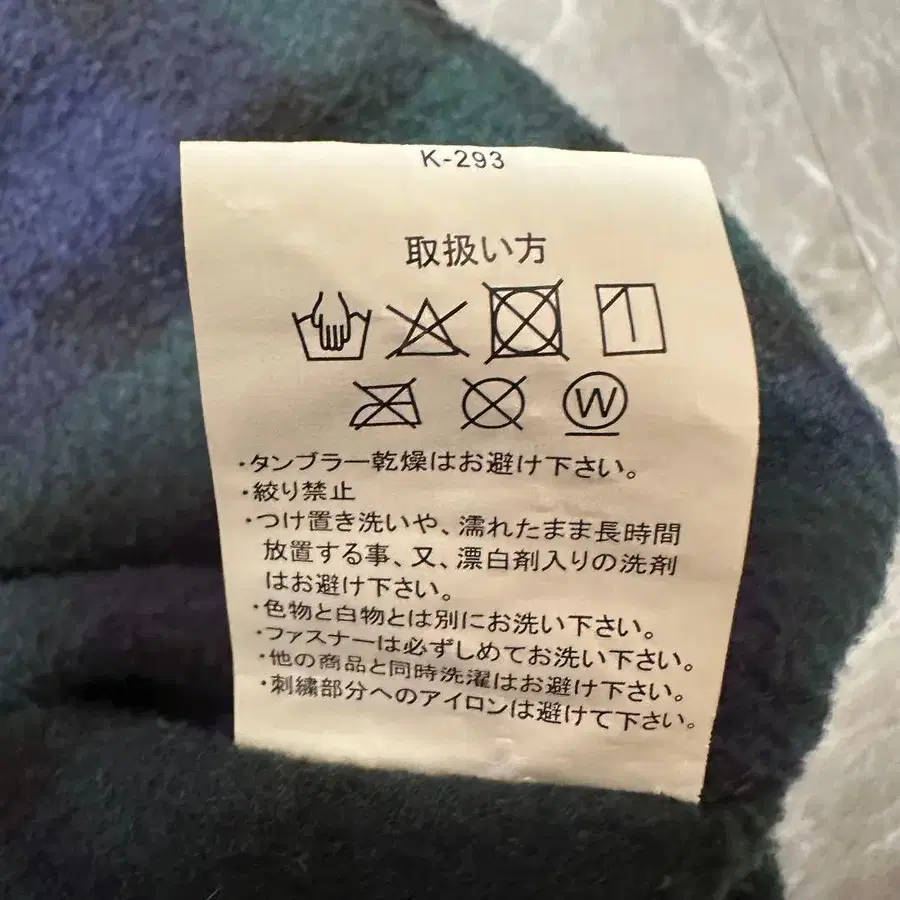 K-293
取扱い方
W
・タンブラー乾燥はお避け下さい。
・絞り禁止
・つけ置き洗いや、濡れたまま長時間
放置する事、又、漂白剤入りの洗剤
はお避け下さい。
・色物と白物とは別にお洗い下さい。
・ファスナーは必ずしめてお洗い下さい。
・他の商品と同時洗濯はお避け下さい。
・刺繍部分へのアイロンは避けて下さい。